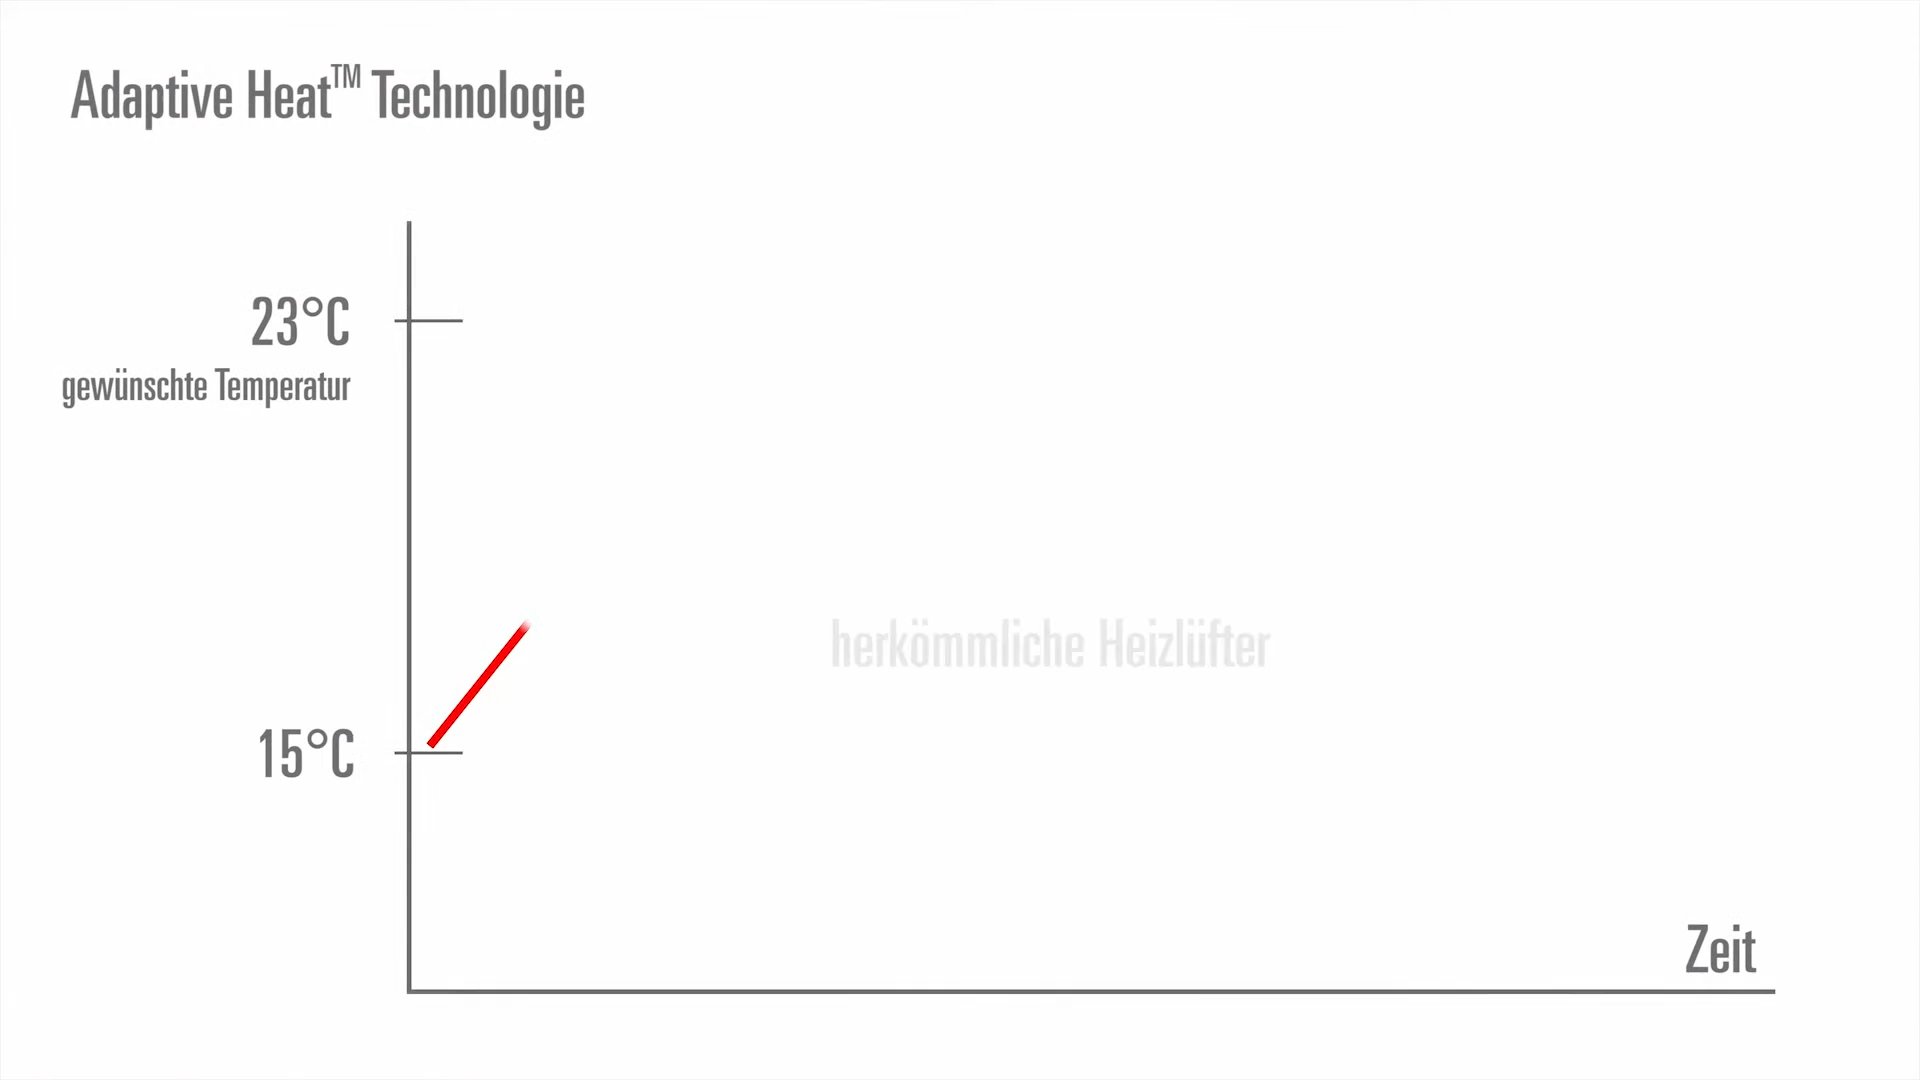 Adaptive Heat™ Technologie
23°C
gewünschte Temperatur
herkömmliche Heizlüfter
15°C
Zeit